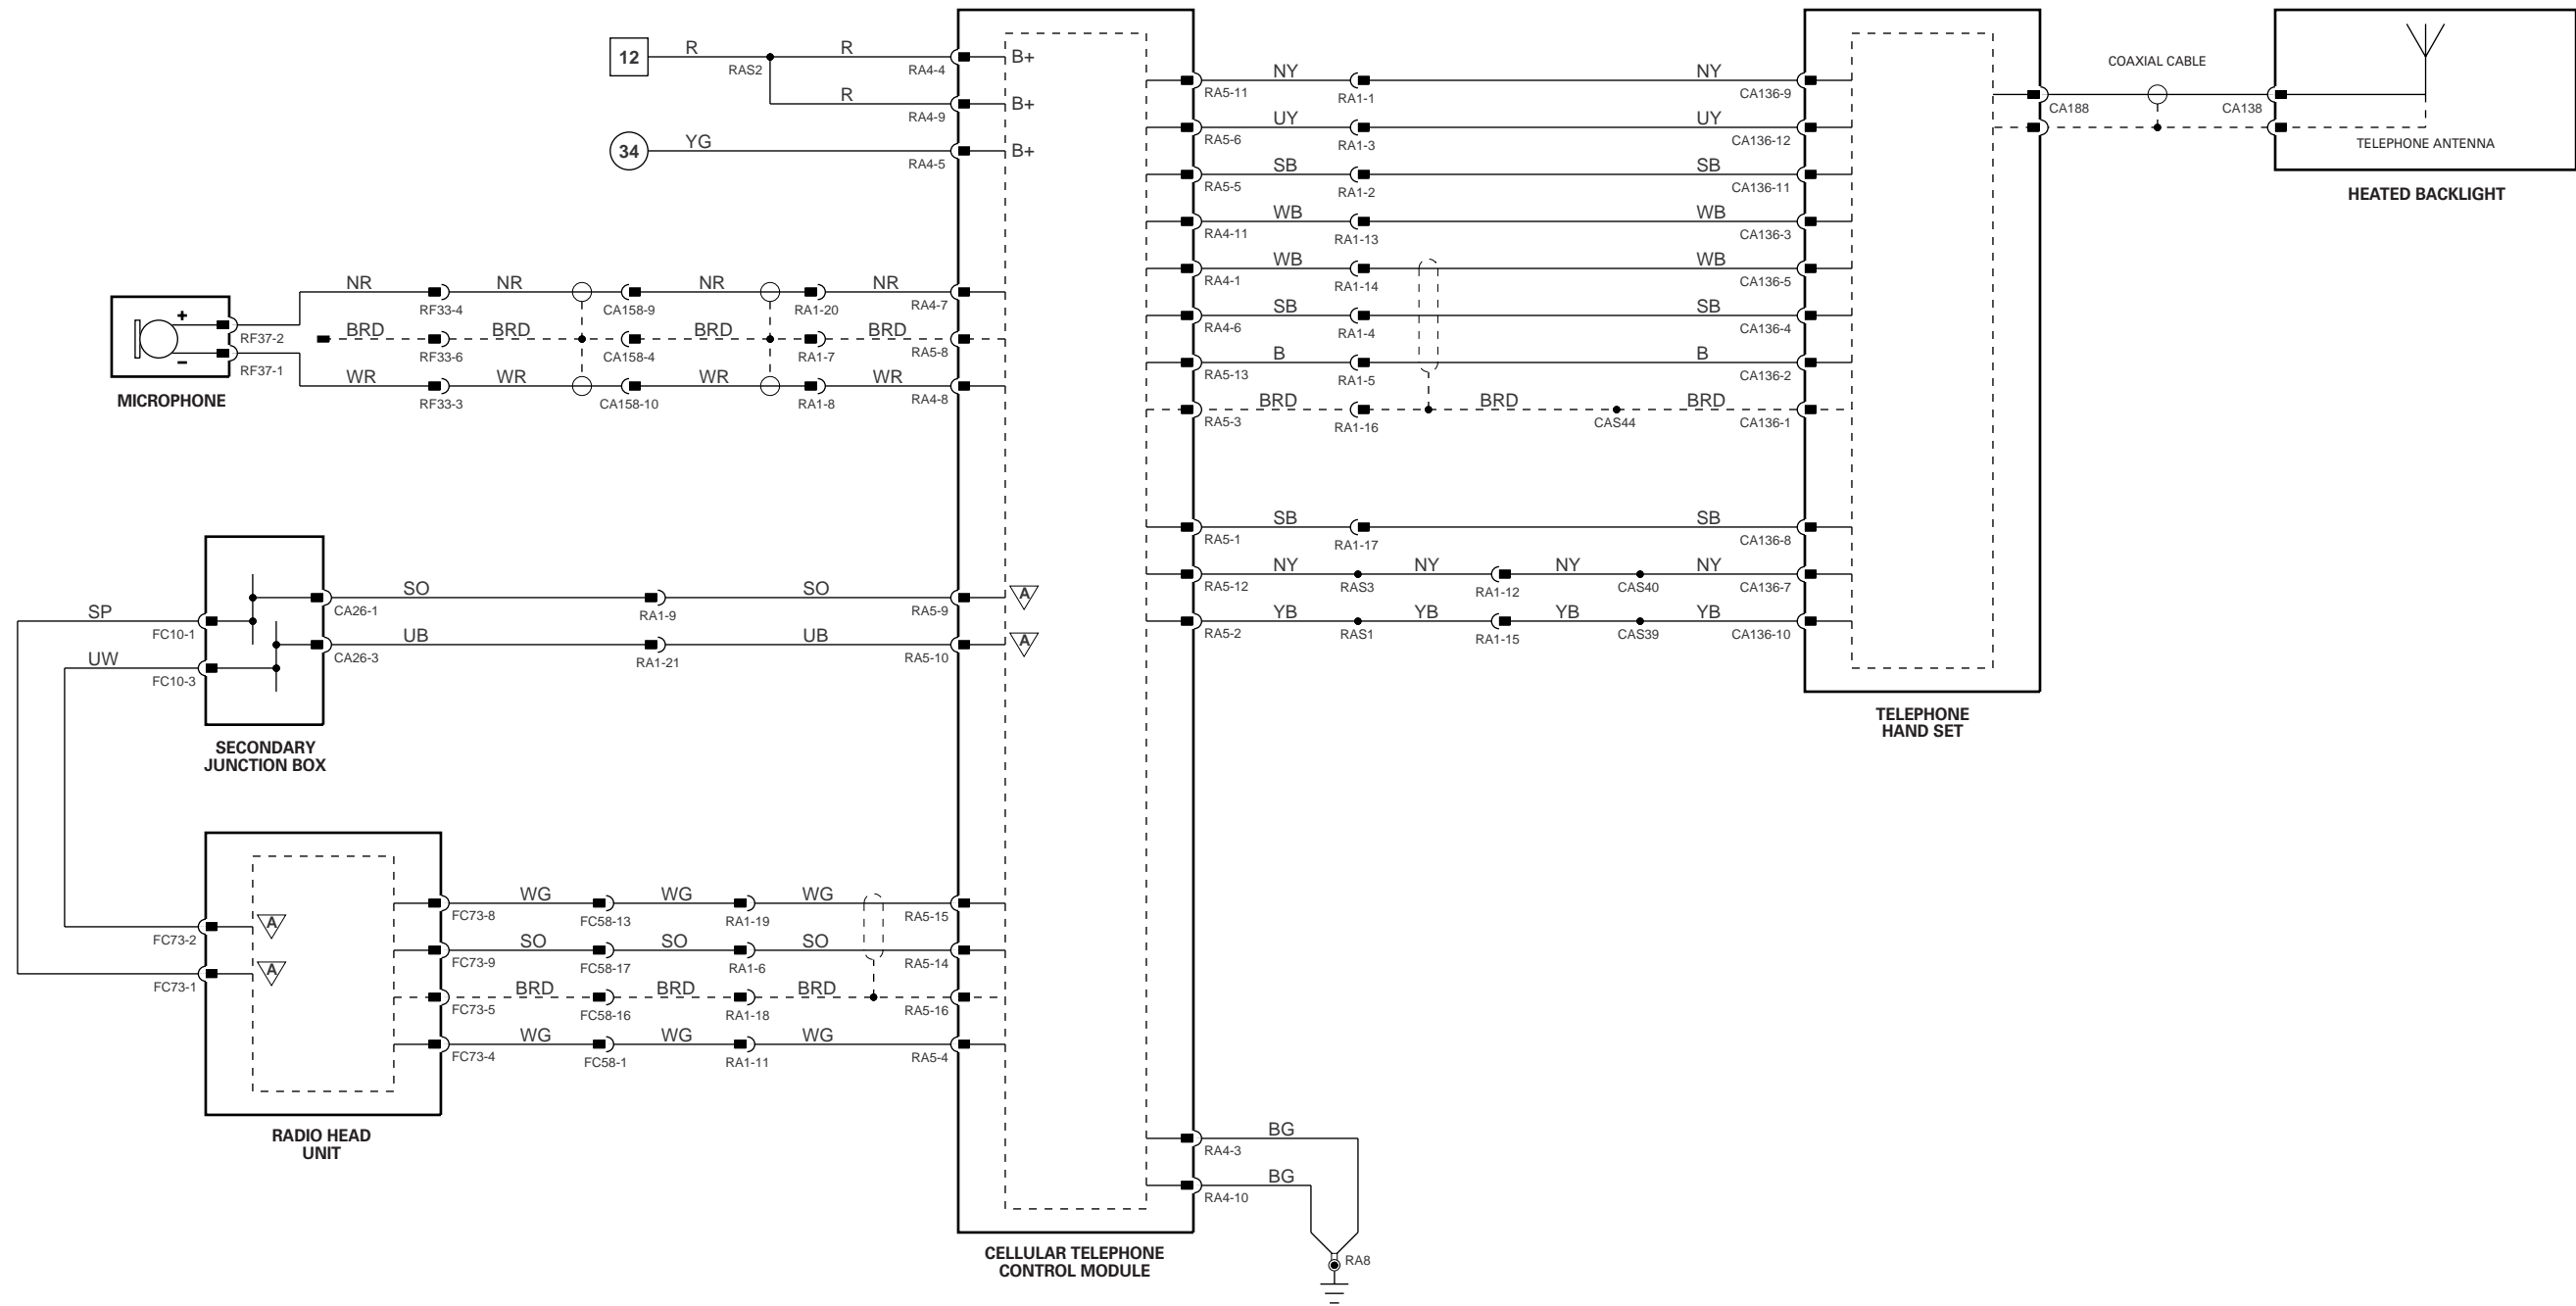 12
R
RAS2
R
RA4-4
B+
R
RA4-9
B+
34
YG
RA4-5
B+
NR
RF33-4
NR
CA158-9
NR
RA1-20
NR
RA4-7
RF37-2
BRD
RF33-6
BRD
CA158-4
BRD
RA1-7
BRD
RA5-8
RF37-1
WR
RF33-3
WR
CA158-10
WR
RA1-8
WR
RA4-8
+
–
MICROPHONE
SP
FC10-1
UW
FC10-3
CA26-1
SO
RA1-9
SO
RA5-9
A
CA26-3
UB
RA1-21
UB
RA5-10
A
SECONDARY
JUNCTION BOX
FC73-2
A
FC73-1
A
FC73-8
WG
FC58-13
WG
RA1-19
WG
RA5-15
FC73-9
SO
FC58-17
SO
RA1-6
SO
RA5-14
FC73-5
BRD
FC58-16
BRD
RA1-18
BRD
RA5-16
FC73-4
WG
FC58-1
WG
RA1-11
WG
RA5-4
RADIO HEAD
UNIT
RA5-11
NY
RA1-1
NY
CA136-9
RA5-6
UY
RA1-3
UY
CA136-12
RA5-5
SB
RA1-2
SB
CA136-11
RA4-11
WB
RA1-13
WB
CA136-3
RA4-1
WB
RA1-14
WB
CA136-5
RA4-6
SB
RA1-4
SB
CA136-4
RA5-13
B
RA1-5
B
CA136-2
RA5-3
BRD
RA1-16
BRD
CAS44
BRD
CA136-1
RA5-1
SB
RA1-17
SB
CA136-8
RA5-12
NY
RAS3
NY
RA1-12
NY
CAS40
NY
CA136-7
RA5-2
YB
RAS1
YB
RA1-15
YB
CAS39
YB
CA136-10
RA4-3
BG
RA4-10
BG
RA8
CELLULAR TELEPHONE
CONTROL MODULE
TELEPHONE
HAND SET
CA188
COAXIAL CABLE
CA138
TELEPHONE ANTENNA
HEATED BACKLIGHT